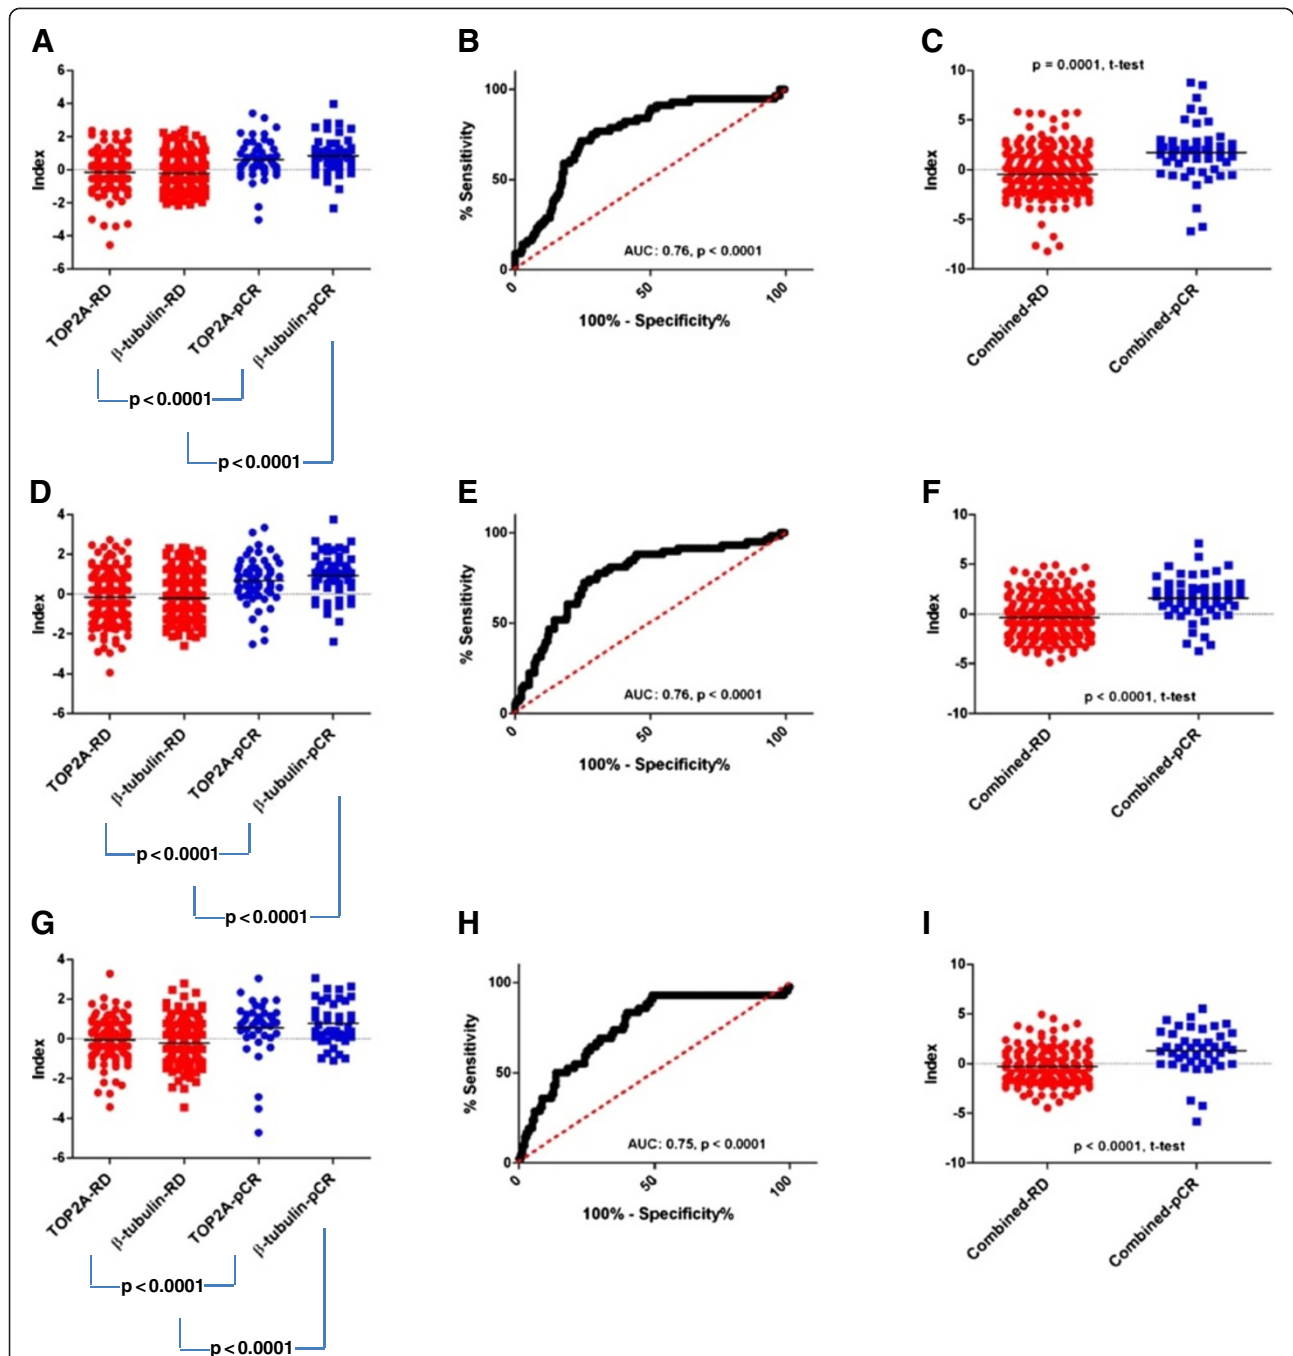 A
6
4
2
0
-2
-4
-6
Index
TOP2A-RD
β-tubulin-RD
TOP2A-pCR
β-tubulin-pCR
p < 0.0001
p < 0.0001
B
100
50
0
% Sensitivity
0
50
100
AUC: 0.76, p < 0.0001
100% - Specificity%
C
p = 0.0001, t-test
10
5
0
-5
-10
Index
Combined-RD
Combined-pCR
D
4
2
0
-2
-4
-6
Index
TOP2A-RD
β-tubulin-RD
TOP2A-pCR
β-tubulin-pCR
p < 0.0001
p < 0.0001
E
100
50
0
% Sensitivity
0
50
100
AUC: 0.76, p < 0.0001
100% - Specificity%
F
10
5
0
-5
-10
Index
p < 0.0001, t-test
Combined-RD
Combined-pCR
G
4
2
0
-2
-4
-6
Index
TOP2A-RD
β-tubulin-RD
TOP2A-pCR
β-tubulin-pCR
p < 0.0001
p < 0.0001
H
100
50
0
% Sensitivity
0
50
100
AUC: 0.75, p < 0.0001
100% - Specificity%
I
10
5
0
-5
-10
Index
p < 0.0001, t-test
Combined-RD
Combined-pCR